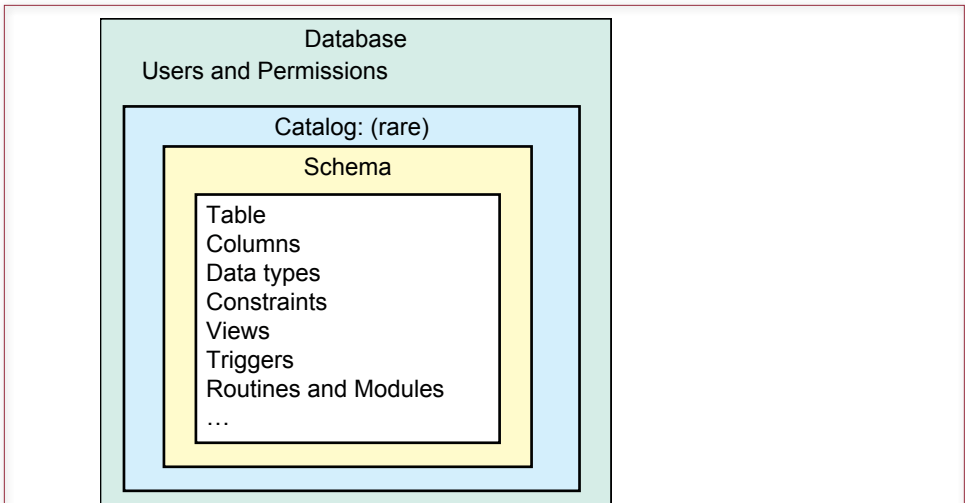 Database
Users and Permissions
Catalog: (rare)
Schema
Table
Columns
Data types
Constraints
Views
Triggers
Routines and Modules
…